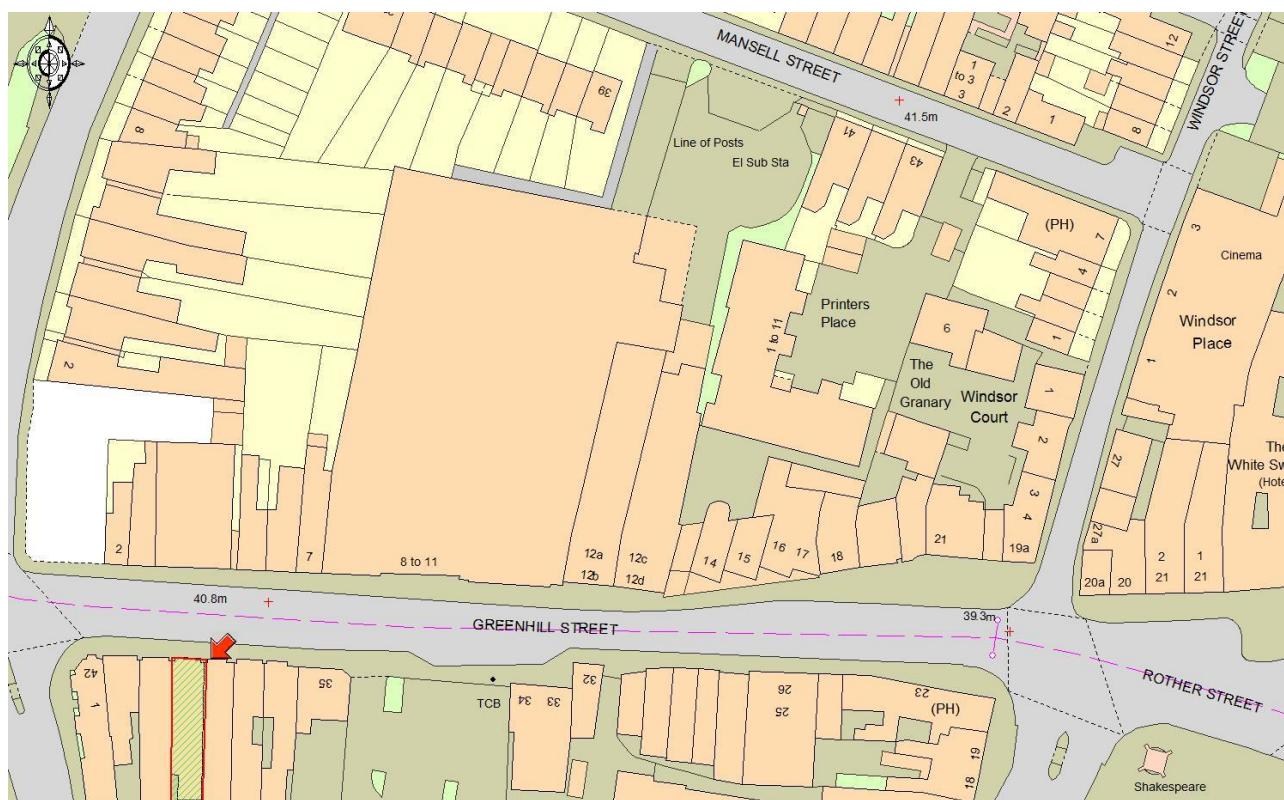 MANSELL STREET
WINDSOR STREET
12
1
to 3
3
2
1
8
41.5m
39
8
Line of Posts
El Sub Sta
41
43
(PH)
7
4
1
3
Cinema
2
Windsor
Place
1
Printers
Place
1 to 11
6
The
Old
Granary
Windsor
Court
1
2
3
4
2
27
27a
The
White Sw
(Hote
2
7
8 to 11
12a
12b
12c
12d
14
15
16
17
18
21
19a
20a
20
2
21
1
21
40.8m
GREENHILL STREET
39.3m
ROTHER STREET
42
1
35
TCB
34
33
32
26
25
23
(PH)
19
18
Shakespeare